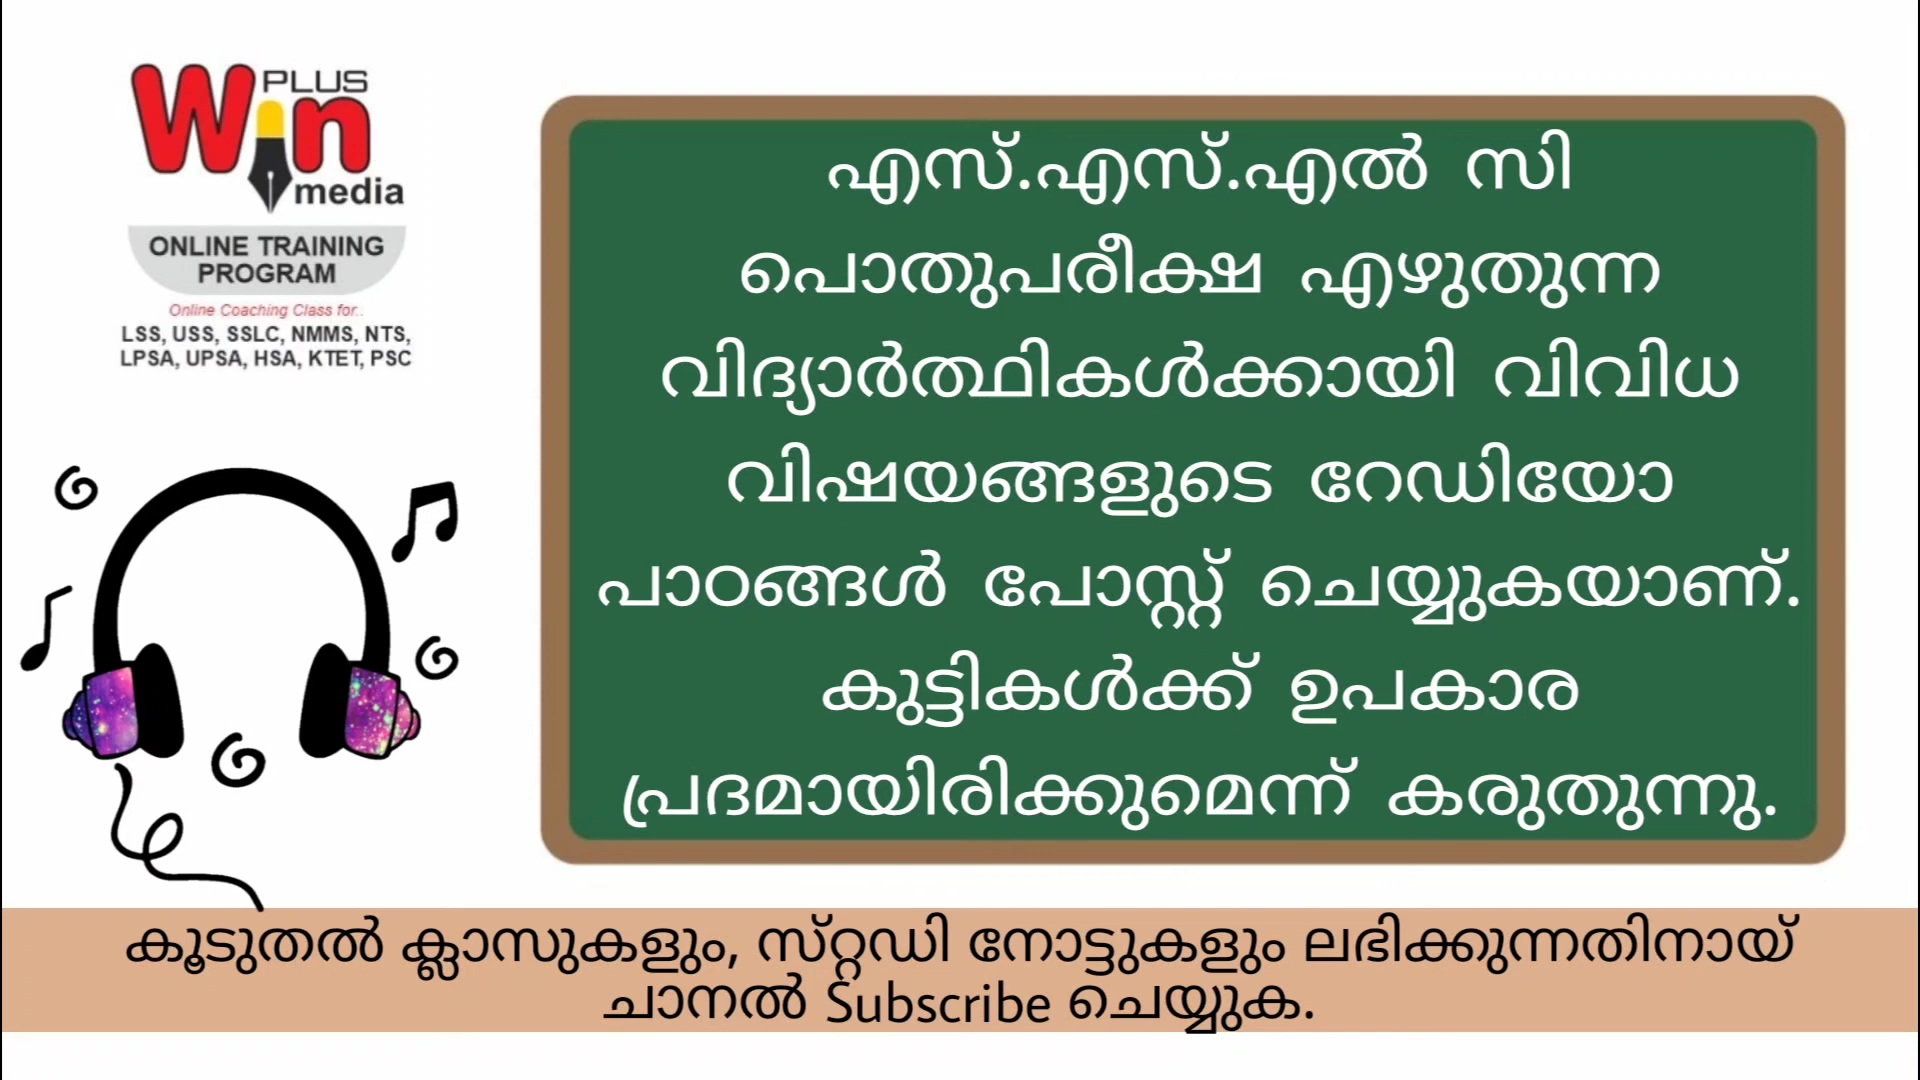 PLUS
Win
media
ONLINE TRAINING
PROGRAM
Online Coaching Class for..
LSS, USS, SSLC, NMMS, NTS,
LPSA, UPSA, HSA, KTET, PSC
എസ്.എസ്.എൽ സി
പൊതുപരീക്ഷ എഴുതുന്ന
വിദ്യാർത്ഥികൾക്കായി വിവിധ
വിഷയങ്ങളുടെ റേഡിയോ
പാഠങ്ങൾ പോസ്റ്റ് ചെയ്യുകയാണ്.
കുട്ടികൾക്ക് ഉപകാര
പ്രദമായിരിക്കുമെന്ന് കരുതുന്നു.
കൂടുതൽ ക്ലാസുകളും, സ്റ്റഡി നോട്ടുകളും ലഭിക്കുന്നതിനായ്
ചാനൽ Subscribe ചെയ്യുക.